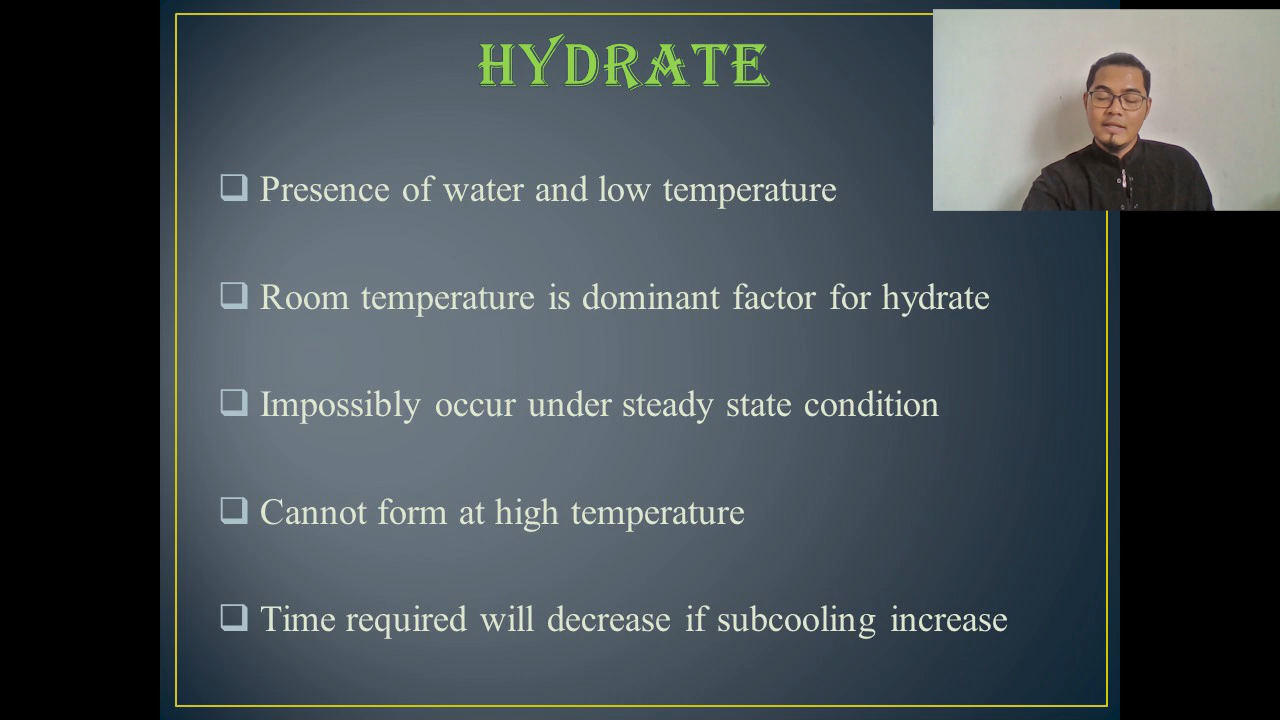 HYDRATE
Presence of water and low temperature
Room temperature is dominant factor for hydrate
Impossibly occur under steady state condition
Cannot form at high temperature
Time required will decrease if subcooling increase